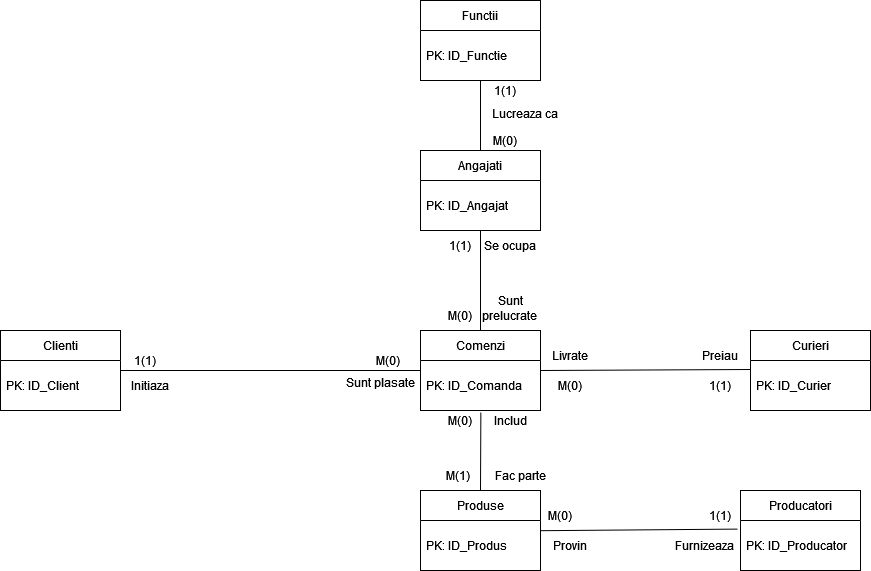 Functii
PK: ID_Functie
1(1)
Lucreaza ca
M(0)
Angajati
PK: ID_Angajat
1(1) Se ocupa
Sunt
M(0) prelucrate
Clienti
PK: ID_Client
1(1)
Initiaza
M(0)
Sunt plasate
Comenzi
PK: ID_Comanda
Livrate
M(0)
Preiau
1(1)
Curieri
PK: ID_Curier
M(0) Includ
M(1) Fac parte
Produse
PK: ID_Produs
M(0)
Provin
1(1)
Furnizeaza
Producatori
PK: ID_Producator